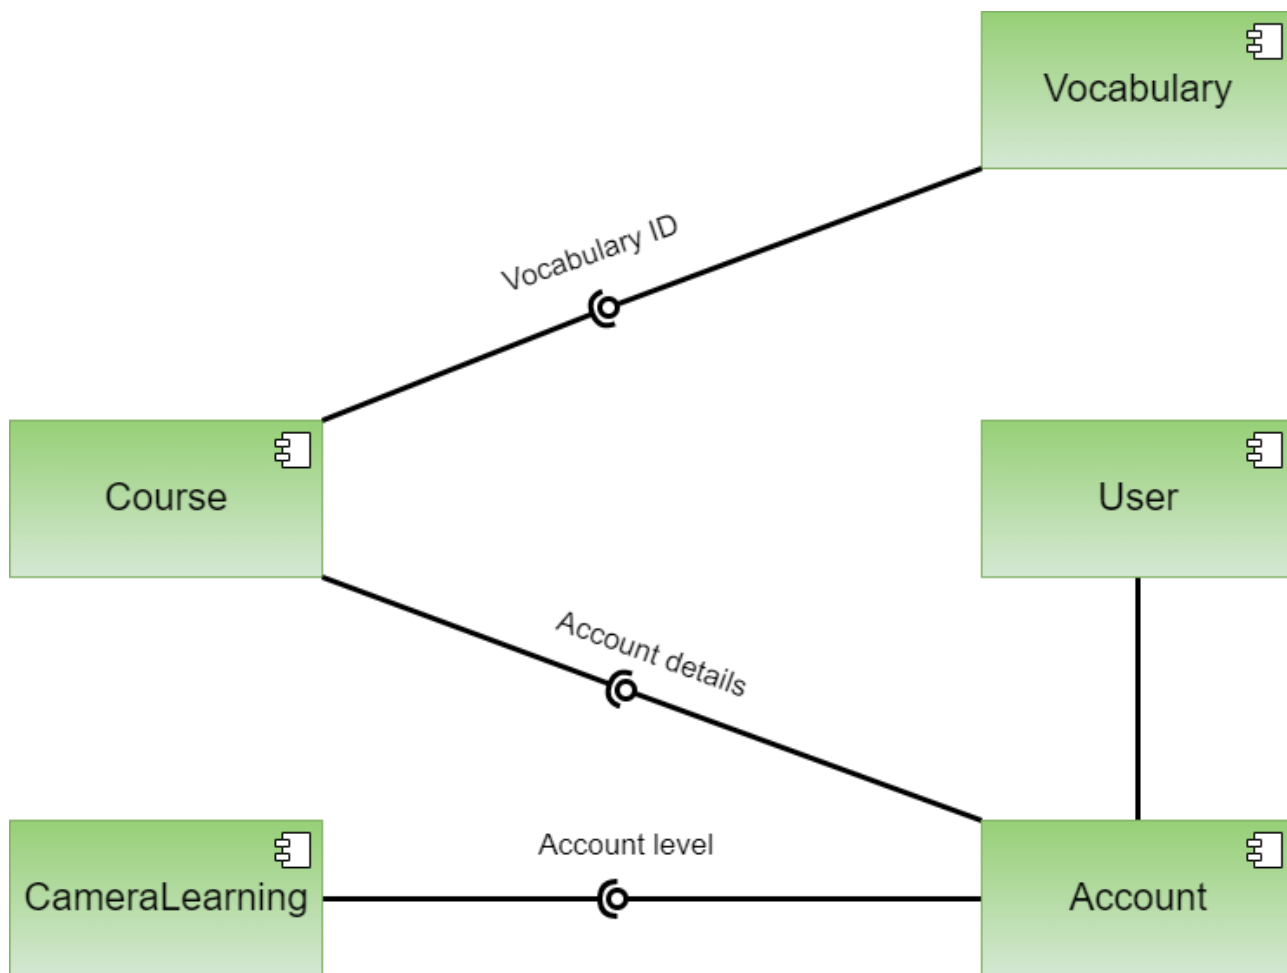 Vocabulary
Vocabulary ID
Course
User
Account details
Account level
CameraLearning
Account